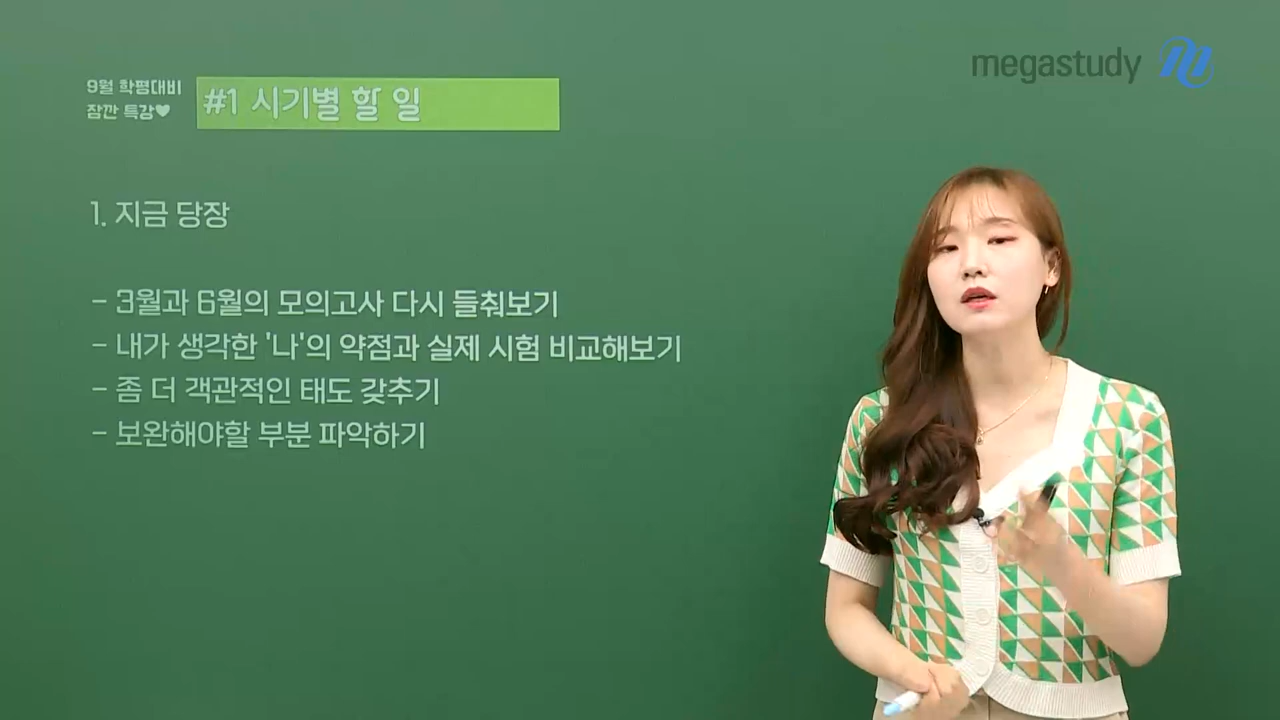 megastudy
9월 학평대비
잠깐 특강♥
#1 시기별 할 일
1. 지금 당장
- 3월과 6월의 모의고사 다시 들춰보기
- 내가 생각한 '나'의 약점과 실제 시험 비교해보기
- 좀 더 객관적인 태도 갖추기
- 보완해야할 부분 파악하기